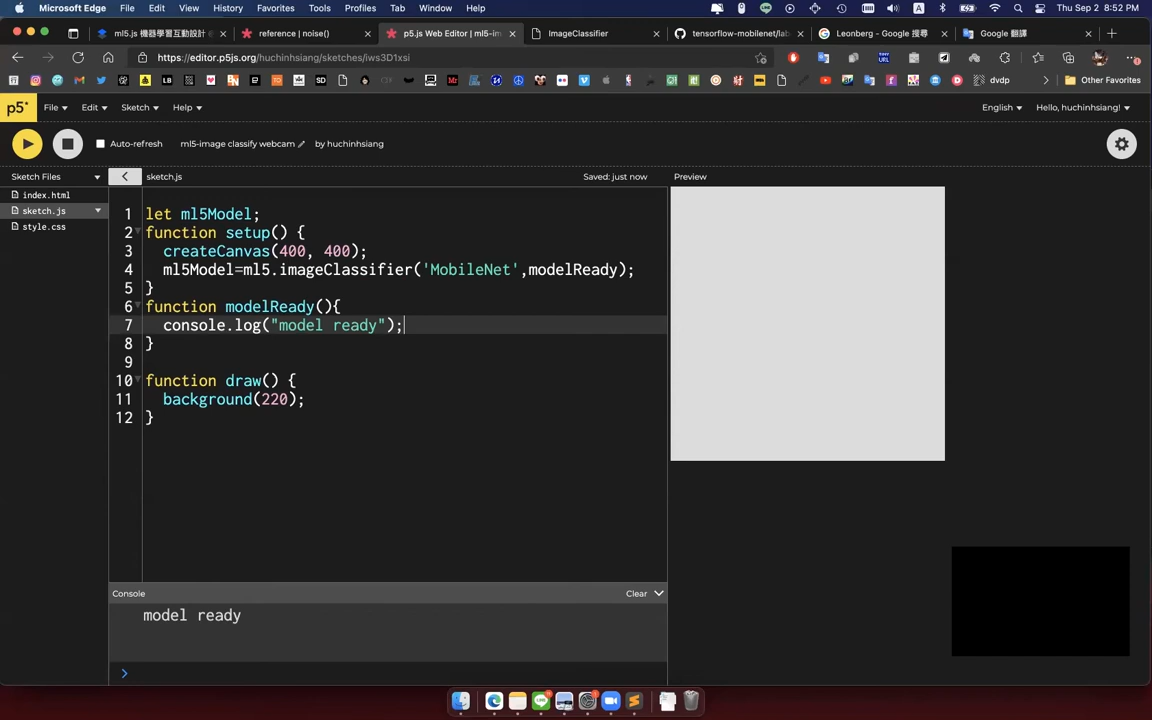 Microsoft Edge File Edit View History Favorites Tools Profiles Tab Window Help
Thu Sep 2 8:52 PM
ml5.js 機器學習互動設計
reference | noise()
p5.js Web Editor | ml5-im
ImageClassifier
tensorflow-mobilenet/lab
Leonberg - Google 搜尋
Google 翻譯
https://editor.p5js.org/huchinhsiang/sketches/iws3D1xsi
dvdp
Other Favorites
p5*
File Edit Sketch Help
English
Hello, huchinhsiang!
Auto-refresh
ml5-image classify webcam
by huchinhsiang
Sketch Files
sketch.js
Saved: just now
Preview
index.html
sketch.js
style.css
1 let ml5Model;
2 function setup() {
3 createCanvas(400, 400);
4 ml5Model=ml5.imageClassifier('MobileNet',modelReady);
5 }
6 function modelReady(){
7 console.log("model ready");
8 }
9
10 function draw() {
11 background(220);
12 }
Console
Clear
model ready
>